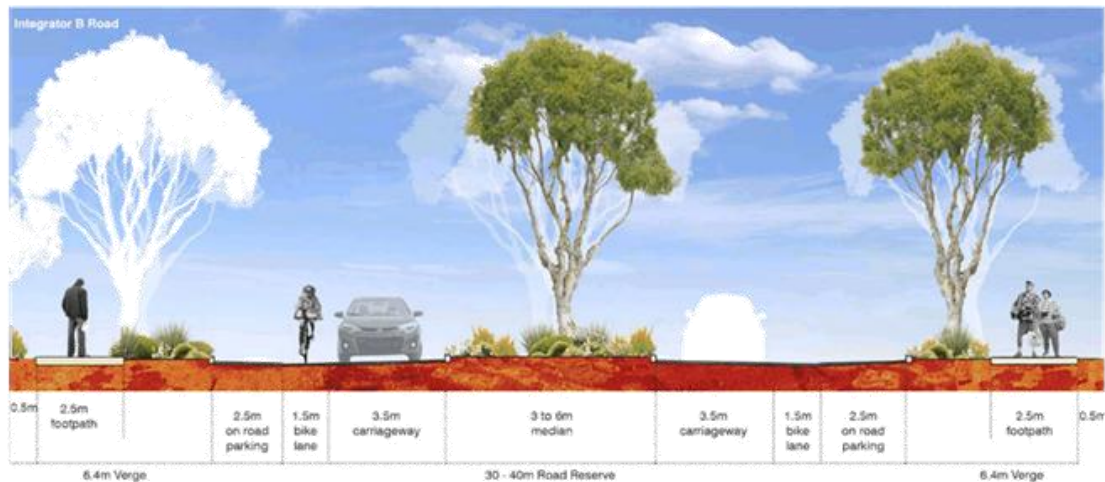 Integrator B Road
0.5m
2.5m
footpath
2.5m
on road
parking
1.5m
bike
lane
3.5m
carriageway
3 to 6m
median
3.5m
carriageway
1.5m
bike
lane
2.5m
on road
parking
2.5m
footpath
0.5m
6.4m Verge
30 - 40m Road Reserve
6.4m Verge